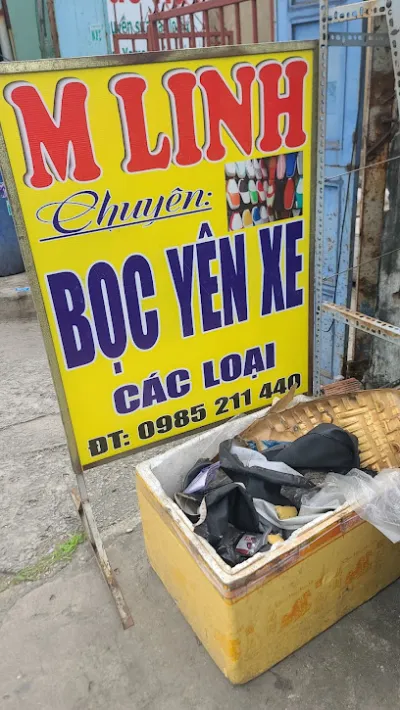 M LINH
Chuyên:
BỌC YÊN XE
CÁC LOẠI
ĐT: 0985 211 440